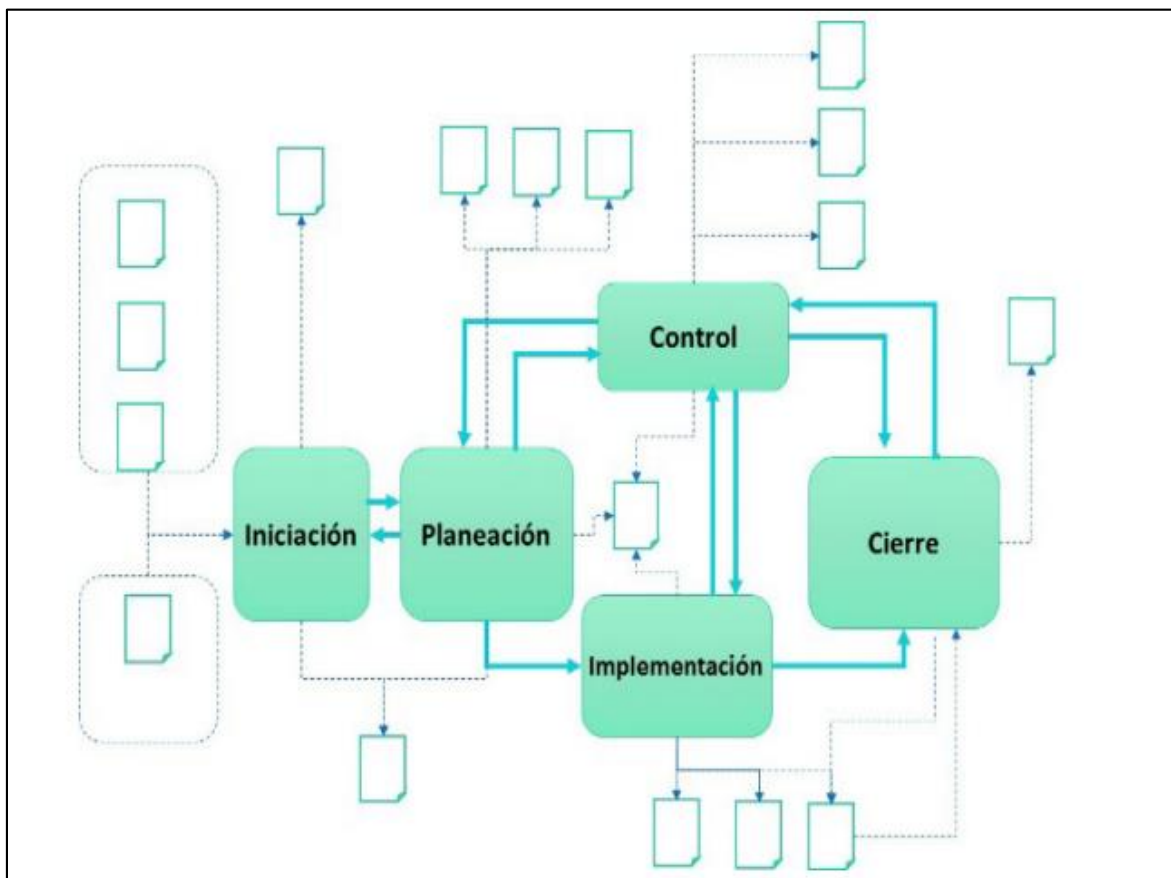 Control
Iniciación
Planeación
Cierre
Implementación